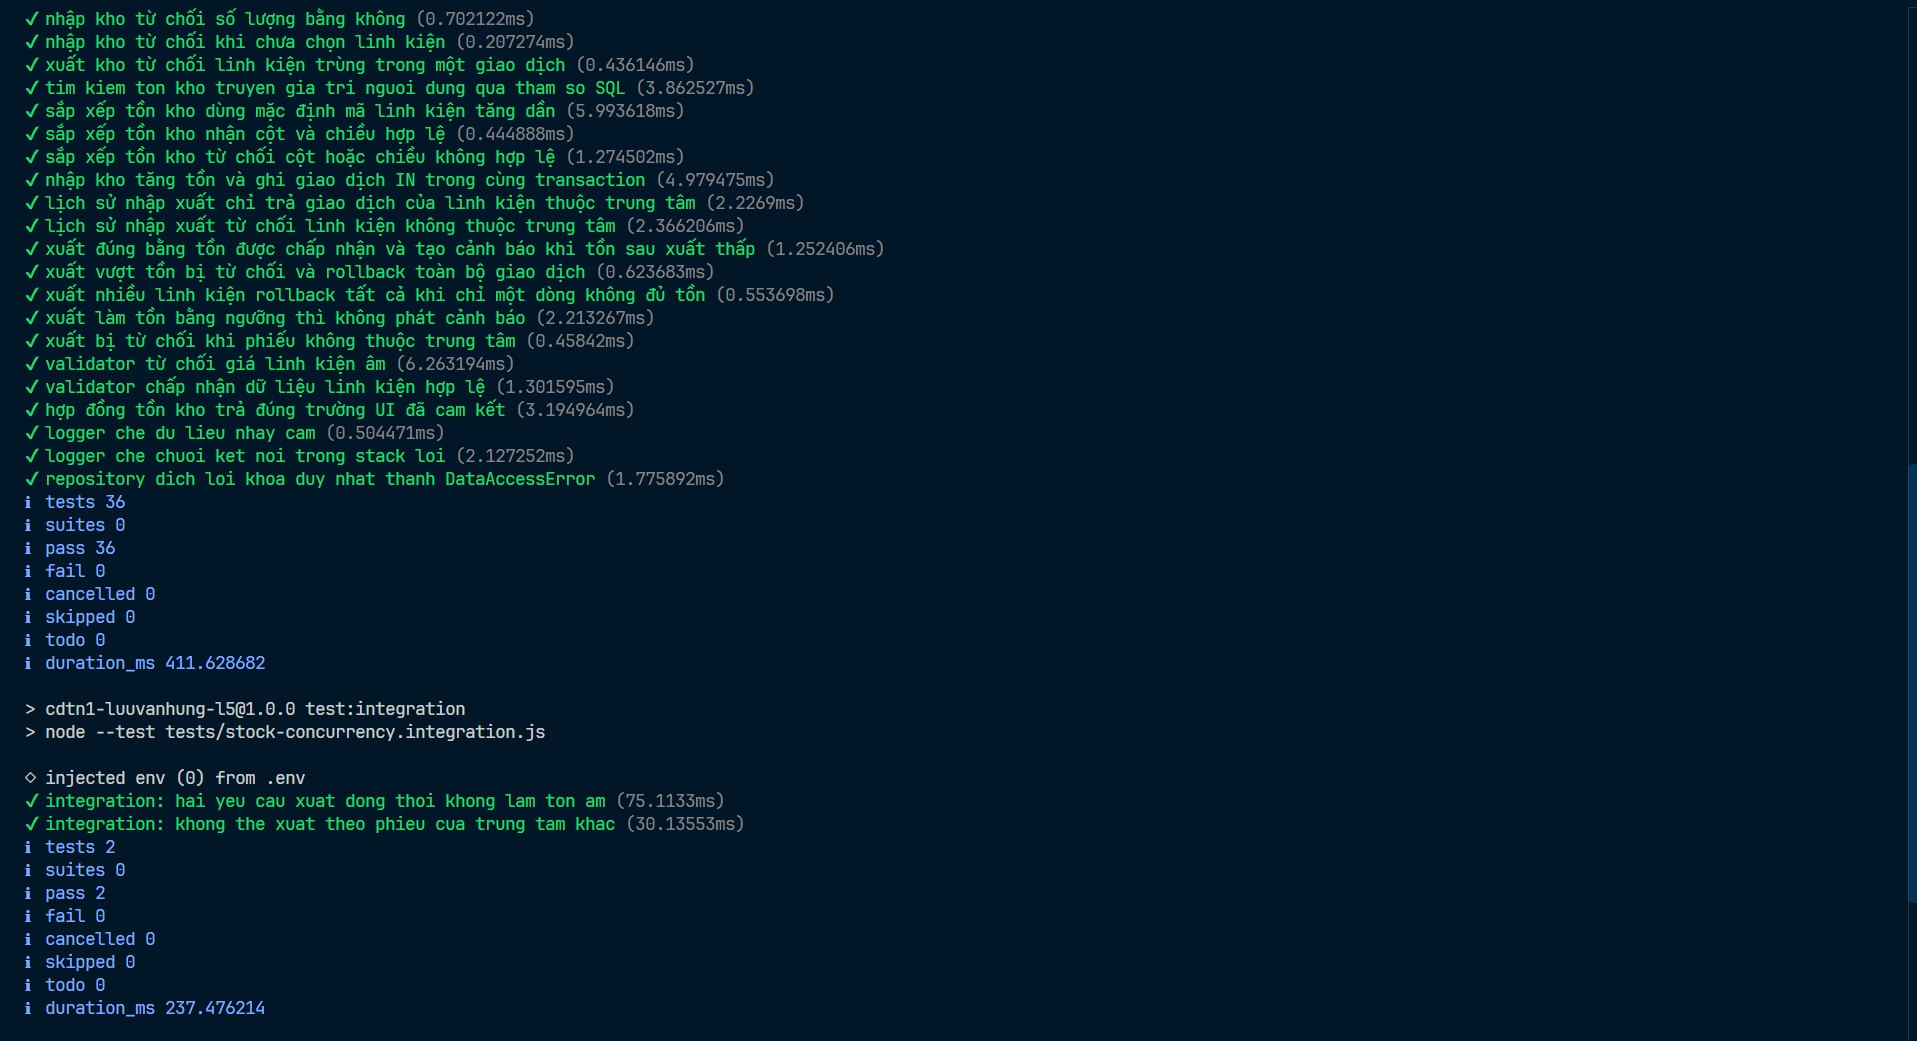 ✓ nhập kho từ chối số lượng bằng không (0.702122ms)
✓ nhập kho từ chối khi chưa chọn linh kiện (0.207274ms)
✓ xuất kho từ chối linh kiện trùng trong một giao dịch (0.436146ms)
✓ tim kiem ton kho truyen gia tri nguoi dung qua tham so SQL (3.862527ms)
✓ sắp xếp tồn kho dùng mặc định mã linh kiện tăng dần (5.993618ms)
✓ sắp xếp tồn kho nhận cột và chiều hợp lệ (0.444888ms)
✓ sắp xếp tồn kho từ chối cột hoặc chiều không hợp lệ (1.274502ms)
✓ nhập kho tăng tồn và ghi giao dịch IN trong cùng transaction (4.979475ms)
✓ lịch sử nhập xuất chỉ trả giao dịch của linh kiện thuộc trung tâm (2.2269ms)
✓ lịch sử nhập xuất từ chối linh kiện không thuộc trung tâm (2.366206ms)
✓ xuất đúng bằng tồn được chấp nhận và tạo cảnh báo khi tồn sau xuất thấp (1.252406ms)
✓ xuất vượt tồn bị từ chối và rollback toàn bộ giao dịch (0.623683ms)
✓ xuất nhiều linh kiện rollback tất cả khi chỉ một dòng không đủ tồn (0.553698ms)
✓ xuất làm tồn bằng ngưỡng thì không phát cảnh báo (2.213267ms)
✓ xuất bị từ chối khi phiếu không thuộc trung tâm (0.45842ms)
✓ validator từ chối giá linh kiện âm (6.263194ms)
✓ validator chấp nhận dữ liệu linh kiện hợp lệ (1.301595ms)
✓ hợp đồng tồn kho trả đúng trường UI đã cam kết (3.194964ms)
✓ logger che du lieu nhay cam (0.504471ms)
✓ logger che chuoi ket noi trong stack loi (2.127252ms)
✓ repository dich loi khoa duy nhat thanh DataAccessError (1.775892ms)
ℹ tests 36
ℹ suites 0
ℹ pass 36
ℹ fail 0
ℹ cancelled 0
ℹ skipped 0
ℹ todo 0
ℹ duration_ms 411.628682
> cdtn1-luuvanhung-l5@1.0.0 test:integration
> node --test tests/stock-concurrency.integration.js
◇ injected env (0) from .env
✓ integration: hai yeu cau xuat dong thoi khong lam ton am (75.1133ms)
✓ integration: khong the xuat theo phieu cua trung tam khac (30.13553ms)
ℹ tests 2
ℹ suites 0
ℹ pass 2
ℹ fail 0
ℹ cancelled 0
ℹ skipped 0
ℹ todo 0
ℹ duration_ms 237.476214